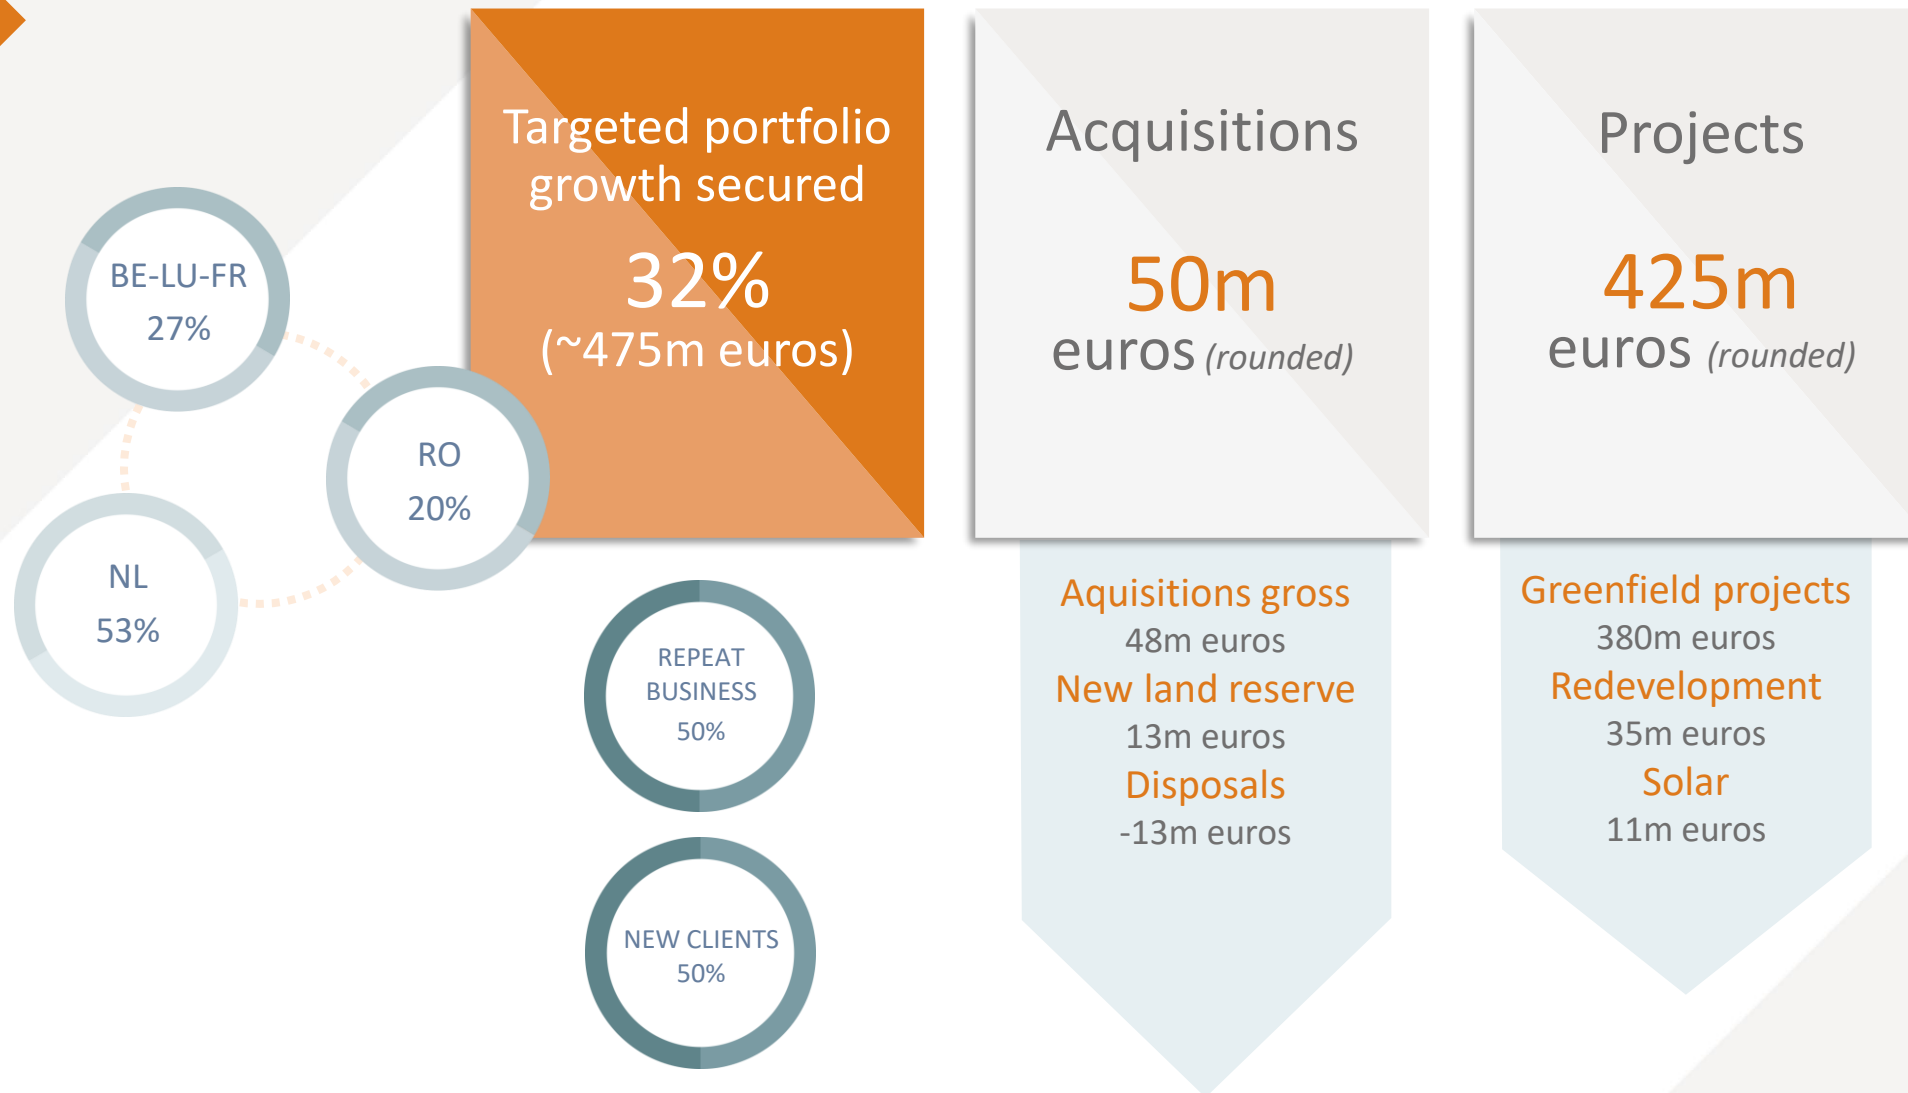 Targeted portfolio
growth secured
32%
(~475m euros)
BE-LU-FR
27%
RO
20%
NL
53%
REPEAT
BUSINESS
50%
NEW CLIENTS
50%
Acquisitions
50m
euros (rounded)
Aquisitions gross
48m euros
New land reserve
13m euros
Disposals
-13m euros
Projects
425m
euros (rounded)
Greenfield projects
380m euros
Redevelopment
35m euros
Solar
11m euros